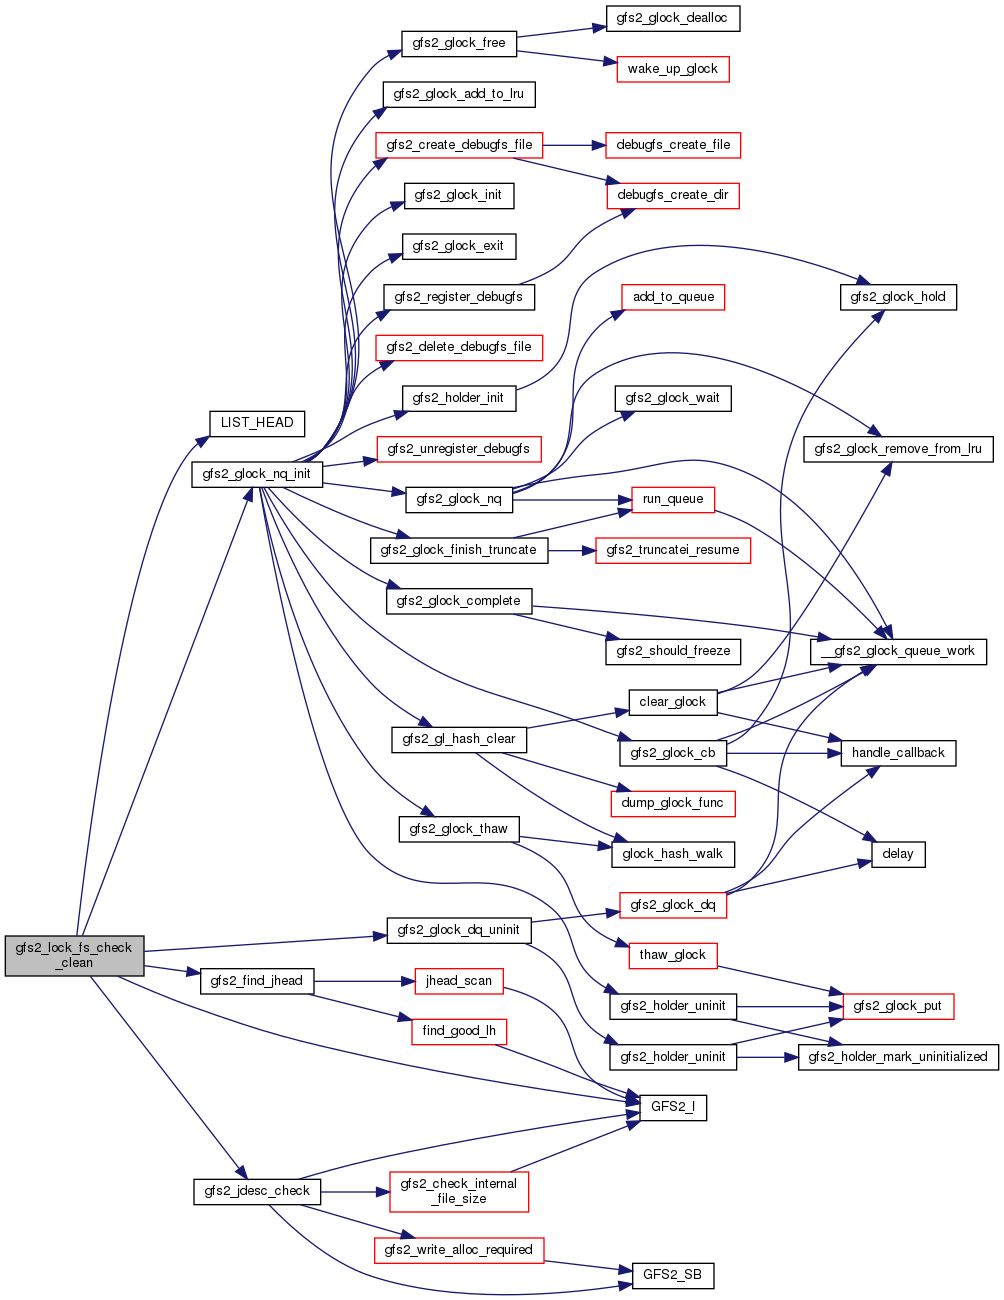 gfs2_glock_dealloc
gfs2_glock_free
wake_up_glock
gfs2_glock_add_to_lru
gfs2_create_debugfs_file
debugfs_create_file
gfs2_glock_init
debugfs_create_dir
gfs2_glock_exit
gfs2_register_debugfs
add_to_queue
gfs2_glock_hold
gfs2_delete_debugfs_file
gfs2_holder_init
gfs2_glock_wait
LIST_HEAD
gfs2_unregister_debugfs
gfs2_glock_remove_from_lru
gfs2_glock_nq_init
gfs2_glock_nq
run_queue
gfs2_glock_finish_truncate
gfs2_truncatei_resume
gfs2_glock_complete
gfs2_should_freeze
__gfs2_glock_queue_work
clear_glock
gfs2_gl_hash_clear
gfs2_glock_cb
handle_callback
dump_glock_func
gfs2_glock_thaw
glock_hash_walk
delay
gfs2_glock_dq
gfs2_glock_dq_uninit
gfs2_lock_fs_check
_clean
thaw_glock
gfs2_find_jhead
jhead_scan
gfs2_holder_uninit
gfs2_glock_put
find_good_lh
gfs2_holder_uninit
gfs2_holder_mark_uninitialized
GFS2_I
gfs2_jdesc_check
gfs2_check_internal
_file_size
gfs2_write_alloc_required
GFS2_SB